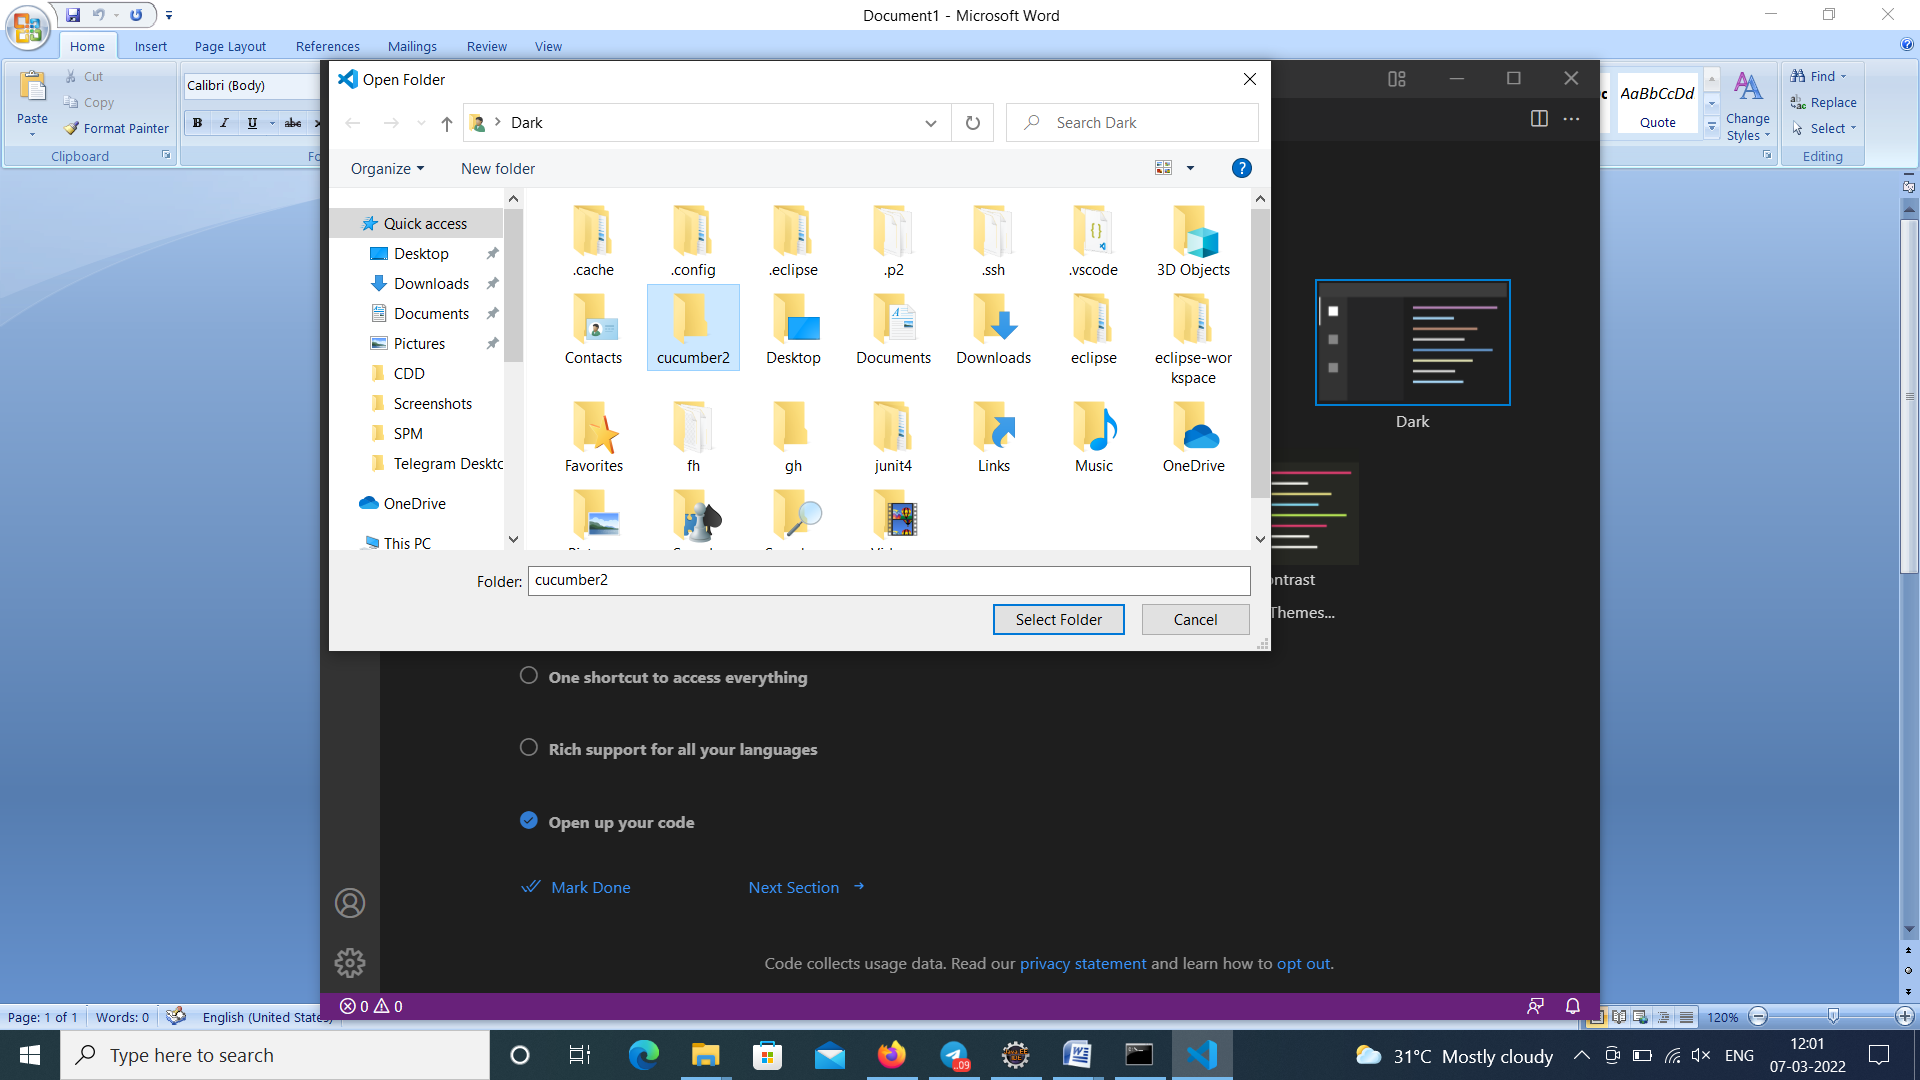 Document1 - Microsoft Word
Home Insert Page Layout References Mailings Review View
Cut
Copy
Format Painter
Paste
Clipboard
Calibri (Body)
B I U abc
Open Folder
Dark
Search Dark
Organize
New folder
Quick access
Desktop
Downloads
Documents
Pictures
CDD
Screenshots
SPM
Telegram Deskto
OneDrive
This PC
.cache .config .eclipse .p2 .ssh .vscode 3D Objects
Contacts cucumber2 Desktop Documents Downloads eclipse eclipse-wor
kspace
Favorites fh gh junit4 Links Music OneDrive
Folder: cucumber2
Select Folder Cancel
AaBbCcDd
Quote
Change
Styles
Find
Replace
Select
Editing
Dark
ontrast
Themes...
One shortcut to access everything
Rich support for all your languages
Open up your code
Mark Done Next Section
Code collects usage data. Read our privacy statement and learn how to opt out.
0 0
Page: 1 of 1 Words: 0 English (United States)
120%
Type here to search
..09
31°C Mostly cloudy
ENG
12:01
07-03-2022